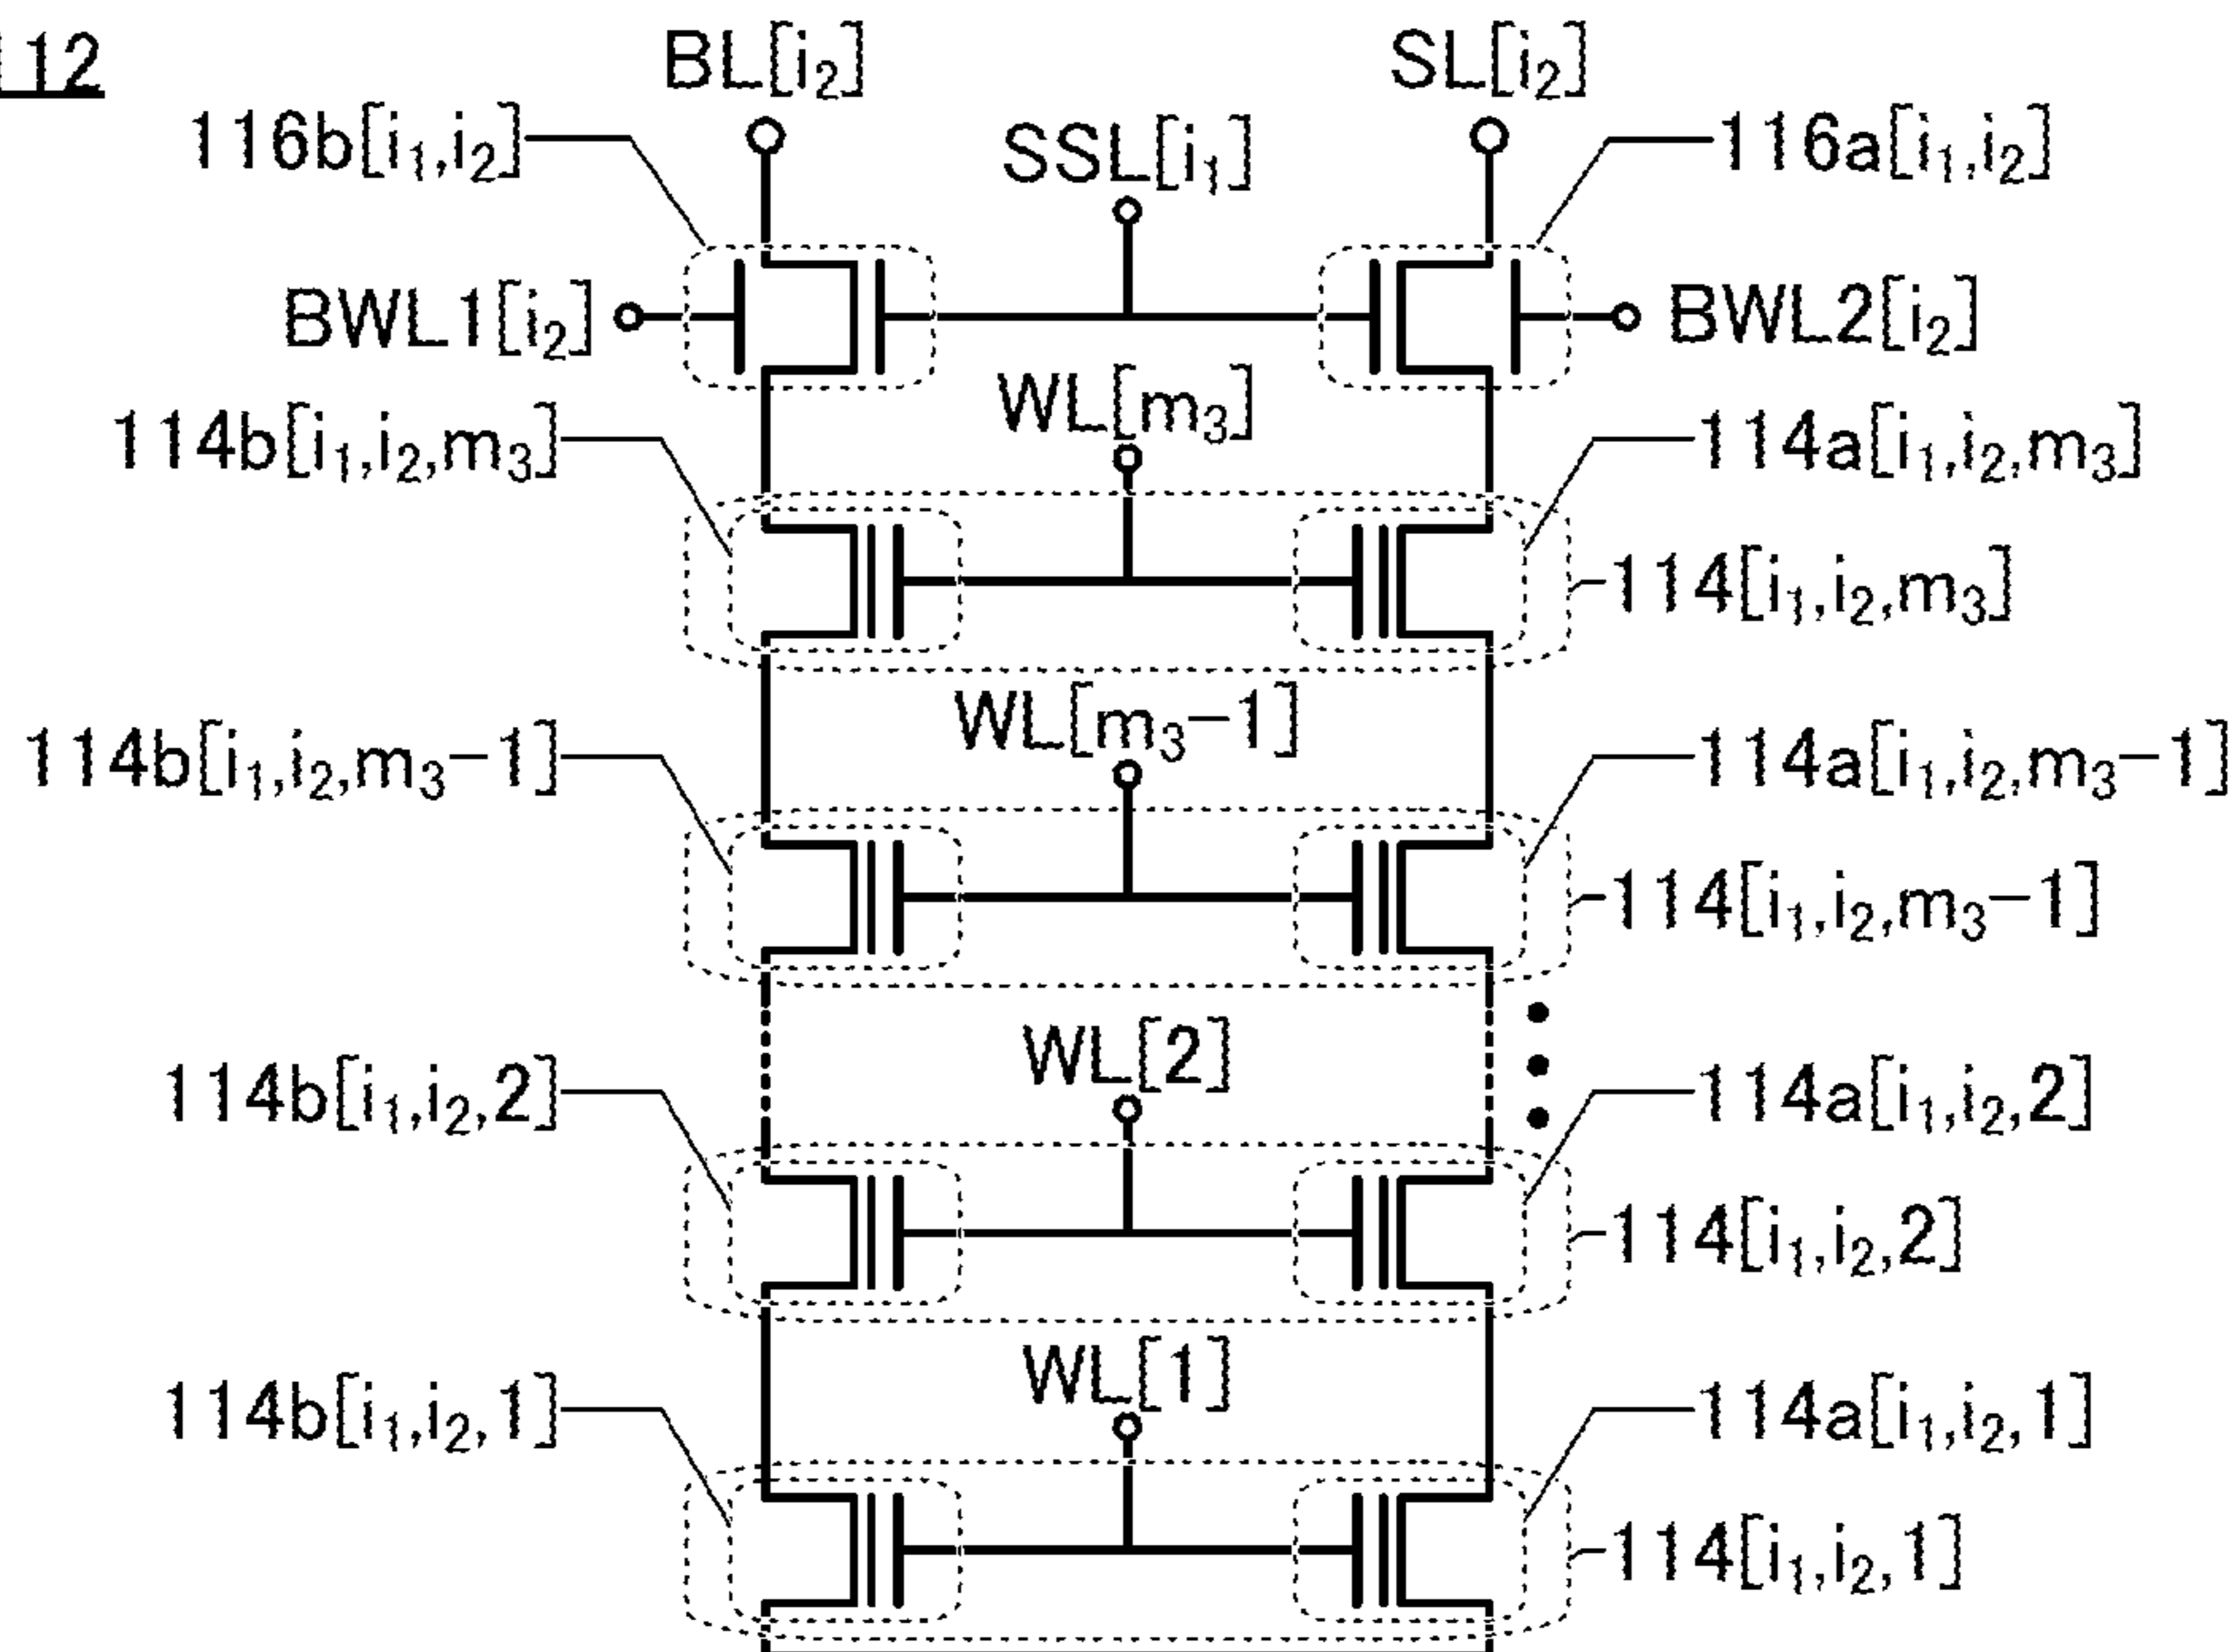 112
BL[i₂]
SL[i₂]
116b[i₁,i₂]
SSL[i₁]
116a[i₁,i₂]
BWL1[i₂]
BWL2[i₂]
WL[m₃]
114b[i₁,i₂,m₃]
114a[i₁,i₂,m₃]
114[i₁,i₂,m₃]
WL[m₃−1]
114b[i₁,i₂,m₃−1]
114a[i₁,i₂,m₃−1]
114[i₁,i₂,m₃−1]
WL[2]
114b[i₁,i₂,2]
114a[i₁,i₂,2]
114[i₁,i₂,2]
WL[1]
114b[i₁,i₂,1]
114a[i₁,i₂,1]
114[i₁,i₂,1]